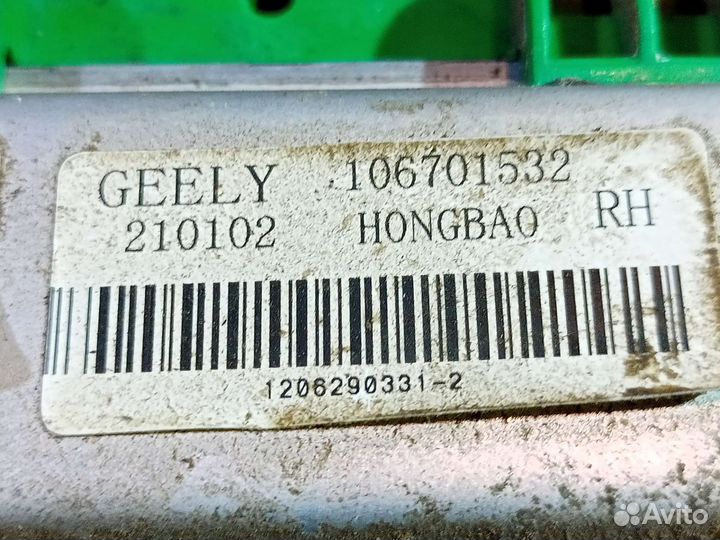 GEELY 106701532
210102 HONGBAO RH
1206290331-2
Avito